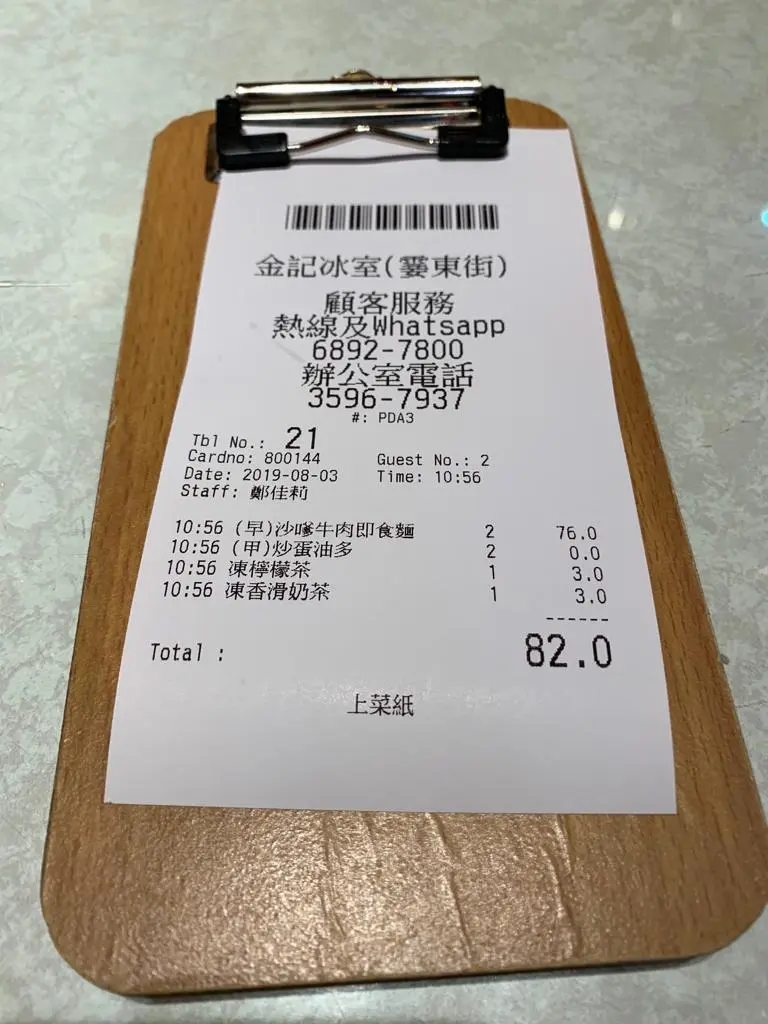 金記冰室(霎東街)
顧客服務
熱線及Whatsapp
6892-7800
辦公室電話
3596-7937
#: PDA3
Tbl No.: 21
Cardno: 800144 Guest No.: 2
Date: 2019-08-03 Time: 10:56
Staff: 鄭佳莉
10:56 (早)沙嗲牛肉即食麵 2 76.0
10:56 (甲)炒蛋油多 2 0.0
10:56 凍檸檬茶 1 3.0
10:56 凍香滑奶茶 1 3.0
------
Total : 82.0
上菜紙